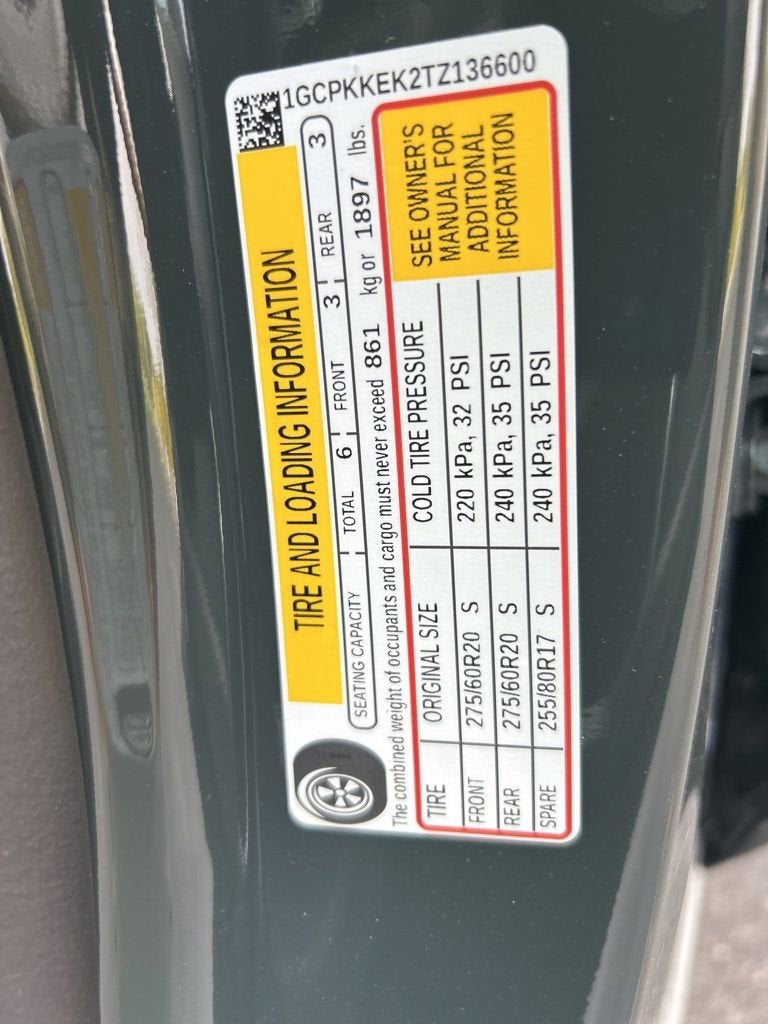 1GCPKKEK2TZ136600
TIRE AND LOADING INFORMATION
SEATING CAPACITY TOTAL 6 FRONT 3 REAR 3
The combined weight of occupants and cargo must never exceed 861 kg or 1897 lbs.
TIRE ORIGINAL SIZE COLD TIRE PRESSURE
FRONT 275/60R20 S 220 kPa, 32 PSI
REAR 275/60R20 S 240 kPa, 35 PSI
SPARE 255/80R17 S 240 kPa, 35 PSI
SEE OWNER'S
MANUAL FOR
ADDITIONAL
INFORMATION